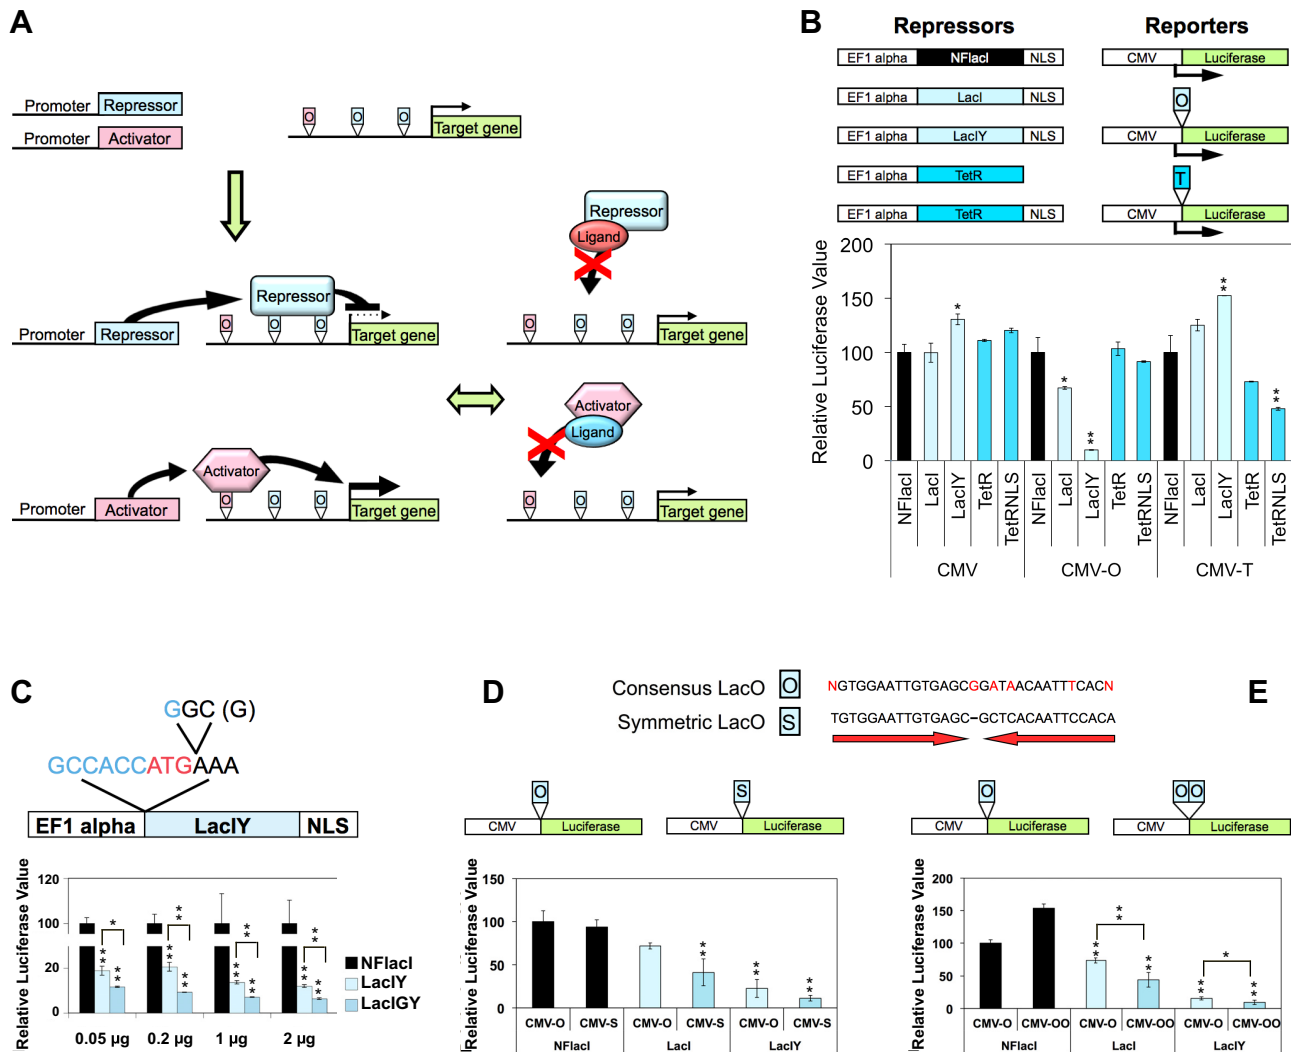 A
Promoter Repressor
Promoter Activator
O O O
Target gene
Repressor
Ligand
Repressor
Promoter Repressor
O O O
Target gene
O O O
Target gene
Activator
Ligand
Activator
Promoter Activator
O O O
Target gene
O O O
Target gene
B
Repressors Reporters
EF1 alpha NFlacI NLS
CMV Luciferase
EF1 alpha LacI NLS
O
EF1 alpha LacIY NLS
CMV Luciferase
EF1 alpha TetR
T
EF1 alpha TetR NLS
CMV Luciferase
Relative Luciferase Value
200
150
100
50
0
* * ** ** **
NFlacI LacI LacIY TetR TetRNLS NFlacI LacI LacIY TetR TetRNLS NFlacI LacI LacIY TetR TetRNLS
CMV CMV-O CMV-T
C
GGC (G)
GCCACCATGAAA
EF1 alpha LacIY NLS
Relative Luciferase Value
120
100
20
0
* ** ** **
** ** ** ** ** ** ** **
NFlacI
LacIY
LacIGY
0.05 µg 0.2 µg 1 µg 2 µg
D
Consensus LacO O NGTGGAATTGTGAGCGGATAACAATTTCACN
Symmetric LacO S TGTGGAATTGTGAGC–GCTCACAATTCCACA
O S
CMV Luciferase CMV Luciferase
Relative Luciferase Value
150
100
50
0
** ** **
CMV-O CMV-S CMV-O CMV-S CMV-O CMV-S
NFlacI LacI LacIY
E
O OO
CMV Luciferase CMV Luciferase
Relative Luciferase Value
200
150
100
50
0
** *
** ** ** **
CMV-O CMV-OO CMV-O CMV-OO CMV-O CMV-OO
NFlacI LacI LacIY